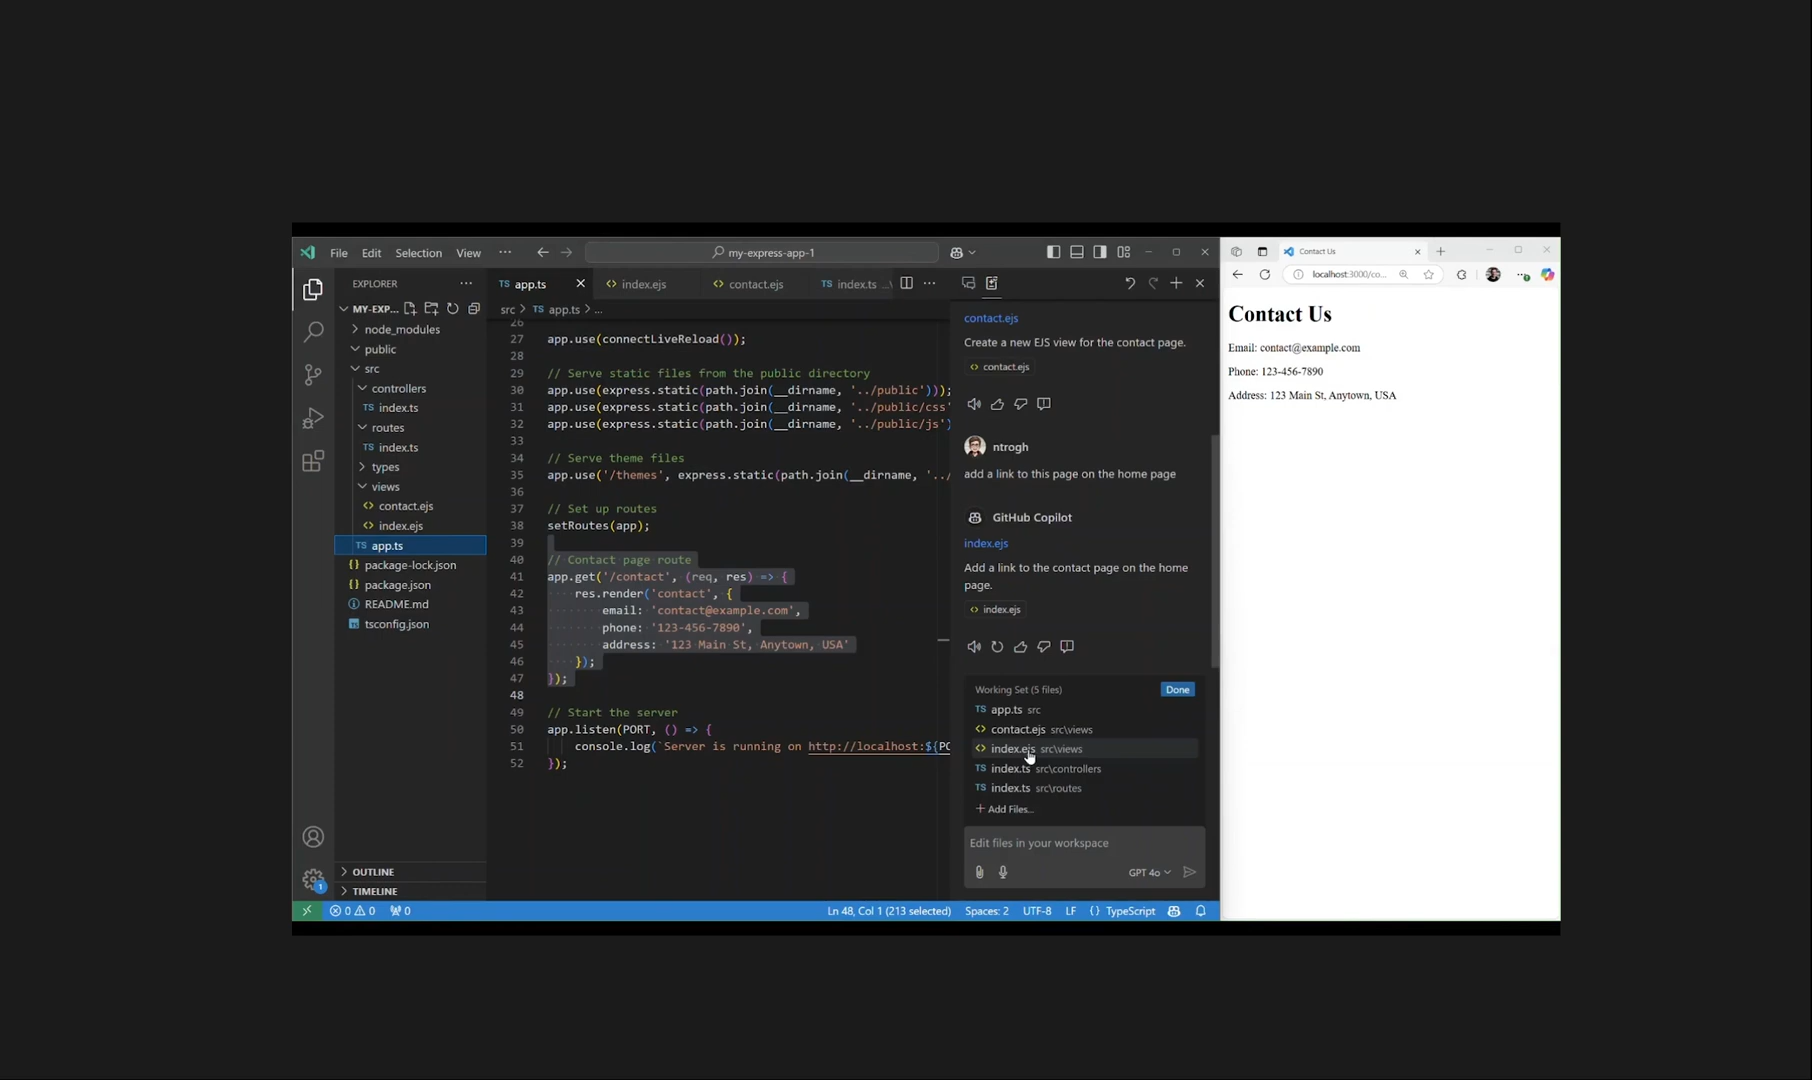 File Edit Selection View ··· my-express-app-1
EXPLORER ···
MY-EXP...
node_modules
public
src
controllers
TS index.ts
routes
TS index.ts
types
views
<> contact.ejs
<> index.ejs
TS app.ts
{} package-lock.json
{} package.json
README.md
tsconfig.json
OUTLINE
TIMELINE
TS app.ts <> index.ejs <> contact.ejs TS index.ts ...
src > TS app.ts > ...
26
27 app.use(connectLiveReload());
28
29 // Serve static files from the public directory
30 app.use(express.static(path.join(__dirname, '../public')));
31 app.use(express.static(path.join(__dirname, '../public/css'
32 app.use(express.static(path.join(__dirname, '../public/js')
33
34 // Serve theme files
35 app.use('/themes', express.static(path.join(__dirname, '../
36
37 // Set up routes
38 setRoutes(app);
39
40 // Contact page route
41 app.get('/contact', (req, res) => {
42 res.render('contact', {
43 email: 'contact@example.com',
44 phone: '123-456-7890',
45 address: '123 Main St, Anytown, USA'
46 });
47 });
48
49 // Start the server
50 app.listen(PORT, () => {
51 console.log(`Server is running on http://localhost:${PO
52 });
contact.ejs
Create a new EJS view for the contact page.
<> contact.ejs
ntrogh
add a link to this page on the home page
GitHub Copilot
index.ejs
Add a link to the contact page on the home
page.
<> index.ejs
Working Set (5 files) Done
TS app.ts src
<> contact.ejs src\views
<> index.ejs src\views
TS index.ts src\controllers
TS index.ts src\routes
+ Add Files...
Edit files in your workspace
GPT 4o
0 0 0 Ln 48, Col 1 (213 selected) Spaces: 2 UTF-8 LF {} TypeScript
1
Contact Us
localhost:3000/co...
Contact Us
Email: contact@example.com
Phone: 123-456-7890
Address: 123 Main St, Anytown, USA